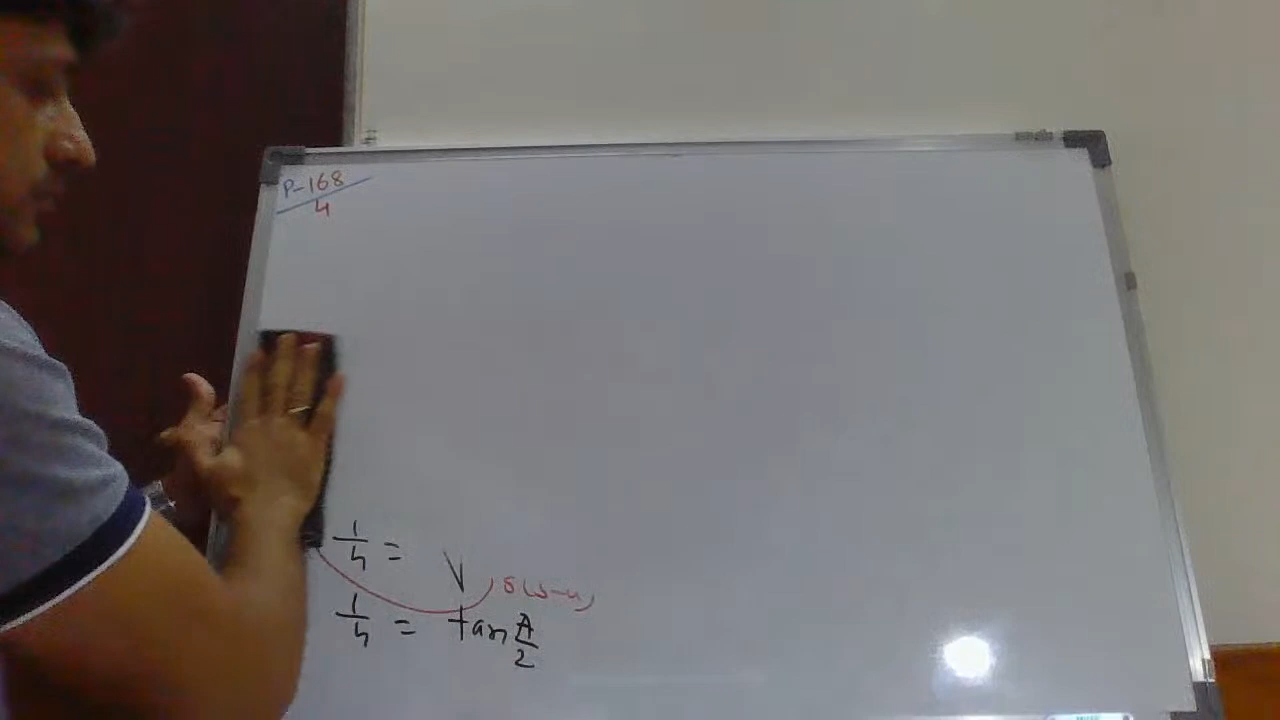 P-168
4
1/4 =
√ s(s-a)
1/4 = tan A/2